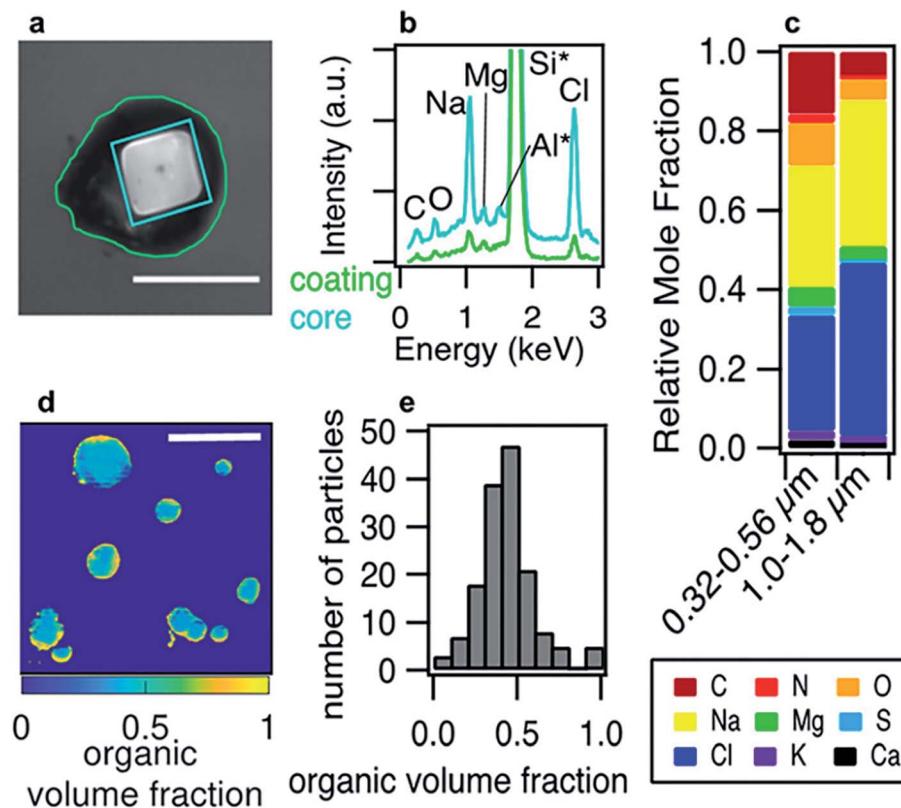 a
b
c
Intensity (a.u.)
Na
Mg
Si*
Cl
Al*
C O
coating
core
0 1 2 3
Energy (keV)
Relative Mole Fraction
1.0
0.8
0.6
0.4
0.2
0.0
0.32-0.56 µm
1.0-1.8 µm
d
e
0 0.5 1
organic
volume fraction
number of particles
50
40
30
20
10
0
0.0 0.5 1.0
organic volume fraction
C N O
Na Mg S
Cl K Ca